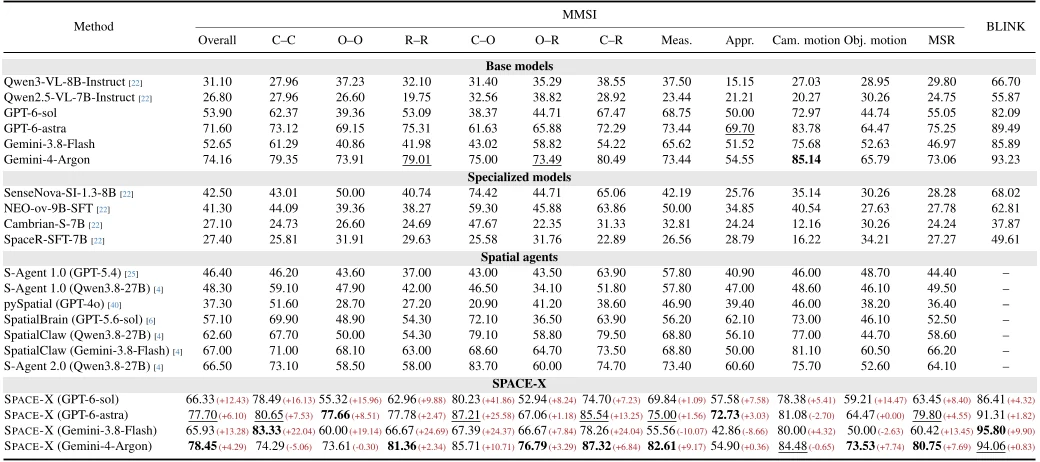 Method MMSI BLINK
Overall C–C O–O R–R C–O O–R C–R Meas. Appr. Cam. motion Obj. motion MSR
Base models
Qwen3-VL-8B-Instruct [22] 31.10 27.96 37.23 32.10 31.40 35.29 38.55 37.50 15.15 27.03 28.95 29.80 66.70
Qwen2.5-VL-7B-Instruct [22] 26.80 27.96 26.60 19.75 32.56 38.82 28.92 23.44 21.21 20.27 30.26 24.75 55.87
GPT-6-sol 53.90 62.37 39.36 53.09 38.37 44.71 67.47 68.75 50.00 72.97 44.74 55.05 82.09
GPT-6-astra 71.60 73.12 69.15 75.31 61.63 65.88 72.29 73.44 69.70 83.78 64.47 75.25 89.49
Gemini-3.8-Flash 52.65 61.29 40.86 41.98 43.02 58.82 54.22 65.62 51.52 75.68 52.63 46.97 85.89
Gemini-4-Argon 74.16 79.35 73.91 79.01 75.00 73.49 80.49 73.44 54.55 85.14 65.79 73.06 93.23
Specialized models
SenseNova-SI-1.3-8B [22] 42.50 43.01 50.00 40.74 74.42 44.71 65.06 42.19 25.76 35.14 30.26 28.28 68.02
NEO-ov-9B-SFT [22] 41.30 44.09 39.36 38.27 59.30 45.88 63.86 50.00 34.85 40.54 27.63 27.78 62.81
Cambrian-S-7B [22] 27.10 24.73 26.60 24.69 47.67 22.35 31.33 32.81 24.24 12.16 30.26 24.24 37.87
SpaceR-SFT-7B [22] 27.40 25.81 31.91 29.63 25.58 31.76 22.89 26.56 28.79 16.22 34.21 27.27 49.61
Spatial agents
S-Agent 1.0 (GPT-5.4) [25] 46.40 46.20 43.60 37.00 43.00 43.50 63.90 57.80 40.90 46.00 48.70 44.40 –
S-Agent 1.0 (Qwen3.8-27B) [4] 48.30 59.10 47.90 42.00 46.50 34.10 51.80 57.80 47.00 48.60 46.10 49.50 –
pySpatial (GPT-4o) [40] 37.30 51.60 28.70 27.20 20.90 41.20 38.60 46.90 39.40 46.00 38.20 36.40 –
SpatialBrain (GPT-5.6-sol) [6] 57.10 69.90 48.90 54.30 72.10 36.50 63.90 56.20 62.10 73.00 46.10 52.50 –
SpatialClaw (Qwen3.8-27B) [4] 62.60 67.70 50.00 54.30 79.10 58.80 79.50 68.80 56.10 77.00 44.70 58.60 –
SpatialClaw (Gemini-3.8-Flash) [4] 67.00 71.00 68.10 63.00 68.60 64.70 73.50 68.80 50.00 81.10 60.50 66.20 –
S-Agent 2.0 (Qwen3.8-27B) [4] 66.50 73.10 58.50 58.00 83.70 60.00 74.70 73.40 60.60 75.70 52.60 64.10 –
SPACE-X
SPACE-X (GPT-6-sol) 66.33 (+12.43) 78.49 (+16.13) 55.32 (+15.96) 62.96 (+9.88) 80.23 (+41.86) 52.94 (+8.24) 74.70 (+7.23) 69.84 (+1.09) 57.58 (+7.58) 78.38 (+5.41) 59.21 (+14.47) 63.45 (+8.40) 86.41 (+4.32)
SPACE-X (GPT-6-astra) 77.70 (+6.10) 80.65 (+7.53) 77.66 (+8.51) 77.78 (+2.47) 87.21 (+25.58) 67.06 (+1.18) 85.54 (+13.25) 75.00 (+1.56) 72.73 (+3.03) 81.08 (-2.70) 64.47 (+0.00) 79.80 (+4.55) 91.31 (+1.82)
SPACE-X (Gemini-3.8-Flash) 65.93 (+13.28) 83.33 (+22.04) 60.00 (+19.14) 66.67 (+24.69) 67.39 (+24.37) 66.67 (+7.84) 78.26 (+24.04) 55.56 (-10.07) 42.86 (-8.66) 80.00 (+4.32) 50.00 (-2.63) 60.42 (+13.45) 95.80 (+9.90)
SPACE-X (Gemini-4-Argon) 78.45 (+4.29) 74.29 (-5.06) 73.61 (-0.30) 81.36 (+2.34) 85.71 (+10.71) 76.79 (+3.29) 87.32 (+6.84) 82.61 (+9.17) 54.90 (+0.36) 84.48 (-0.65) 73.53 (+7.74) 80.75 (+7.69) 94.06 (+0.83)